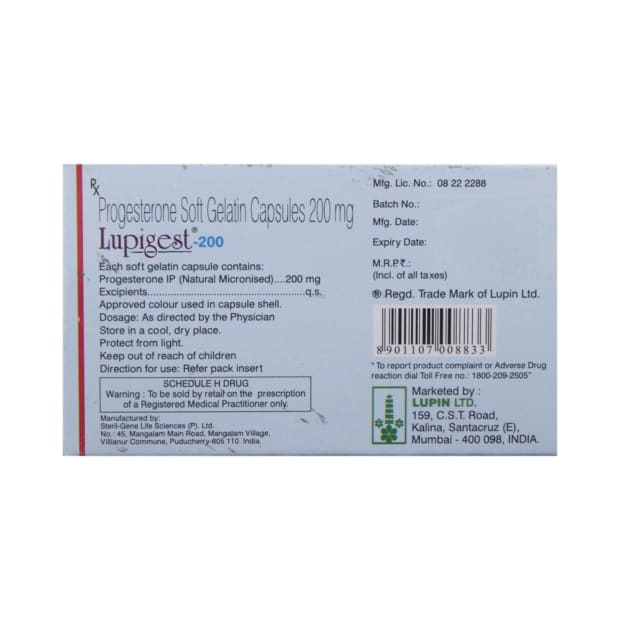 Rx
Progesterone Soft Gelatin Capsules 200 mg
Lupigest®-200
Each soft gelatin capsule contains:
Progesterone IP (Natural Micronised)....200 mg
Excipients.............................................q.s.
Approved colour used in capsule shell.
Dosage: As directed by the Physician
Store in a cool, dry place.
Protect from light.
Keep out of reach of children
Direction for use: Refer pack insert
SCHEDULE H DRUG
Warning : To be sold by retail on the prescription
of a Registered Medical Practitioner only.
Manufactured by:
Steril-Gene Life Sciences (P). Ltd.
No.: 45, Mangalam Main Road, Mangalam Village,
Villianur Commune, Puducherry-605 110. India.
Mfg. Lic. No.: 08 22 2288
Batch No.:
Mfg. Date:
Expiry Date:
M.R.P.₹.:
(Incl. of all taxes)
® Regd. Trade Mark of Lupin Ltd.
8 901107 008833
* To report product complaint or Adverse Drug
reaction dial Toll Free no.: 1800-209-2505"
Marketed by :
LUPIN LTD.
159, C.S.T. Road,
Kalina, Santacruz (E),
Mumbai - 400 098, INDIA.